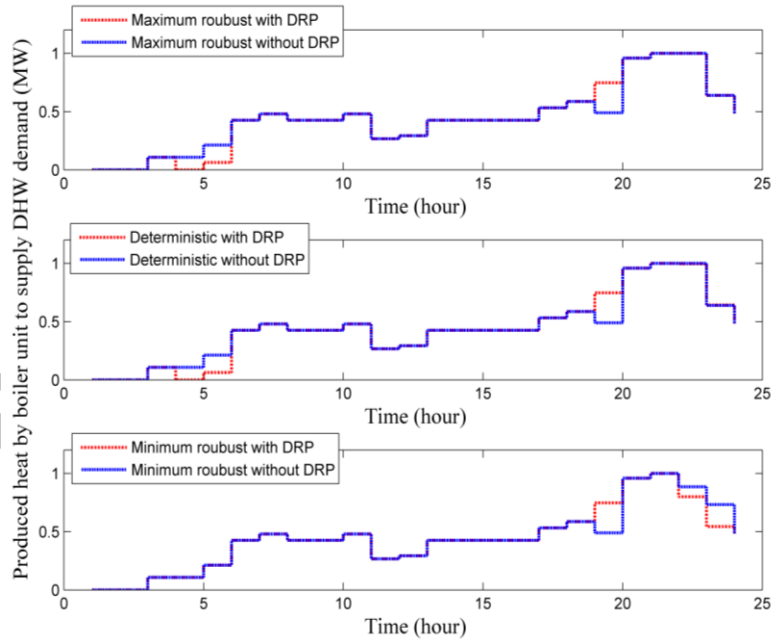 Produced heat by boiler unit to supply DHW demand (MW)
Maximum roubust with DRP
Maximum roubust without DRP
1
0.5
0
0 5 10 15 20 25
Time (hour)
Deterministic with DRP
Deterministic without DRP
1
0.5
0
0 5 10 15 20 25
Time (hour)
Minimum roubust with DRP
Minimum roubust without DRP
1
0.5
0
0 5 10 15 20 25
Time (hour)